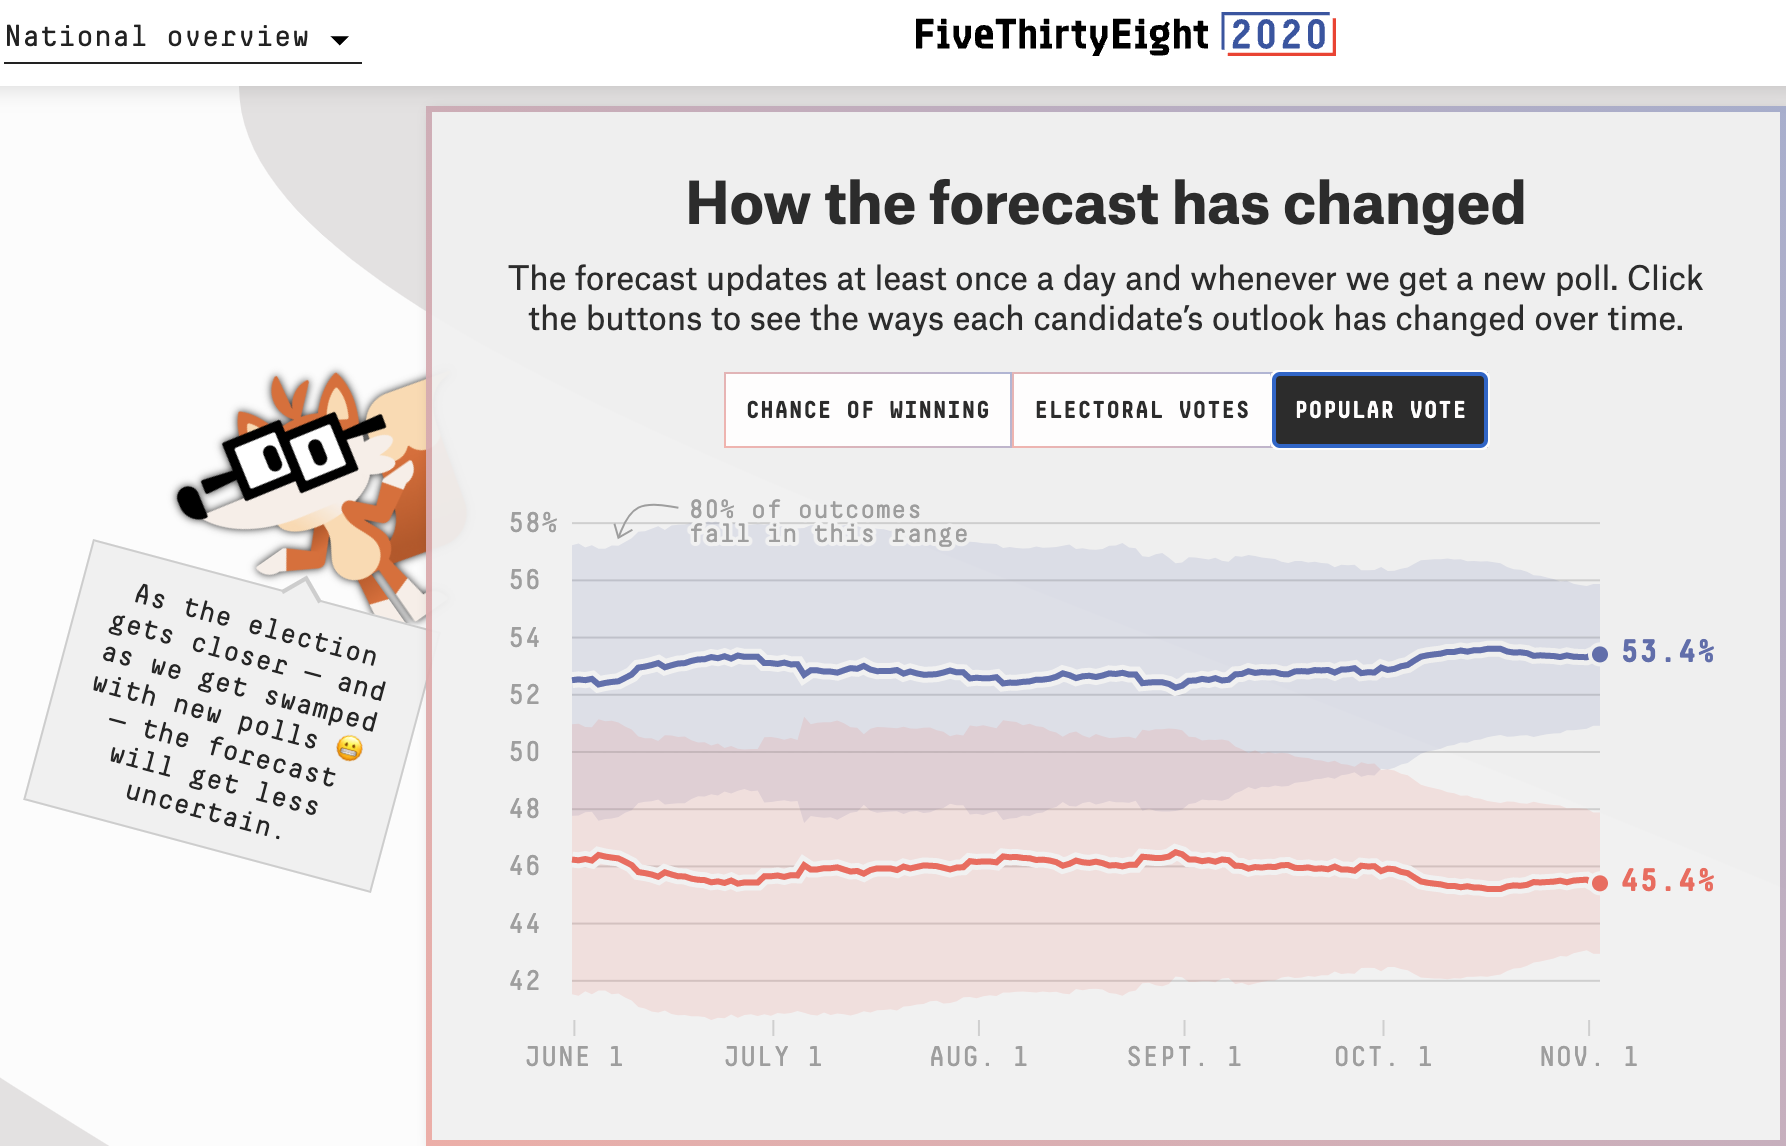 National overview
FiveThirtyEight 2020
How the forecast has changed
The forecast updates at least once a day and whenever we get a new poll. Click
the buttons to see the ways each candidate’s outlook has changed over time.
CHANCE OF WINNING
ELECTORAL VOTES
POPULAR VOTE
As the election
gets closer — and
as we get swamped
with new polls 😬
— the forecast
will get less
uncertain.
80% of outcomes
fall in this range
58%
56
54
52
50
48
46
44
42
53.4%
45.4%
JUNE 1
JULY 1
AUG. 1
SEPT. 1
OCT. 1
NOV. 1